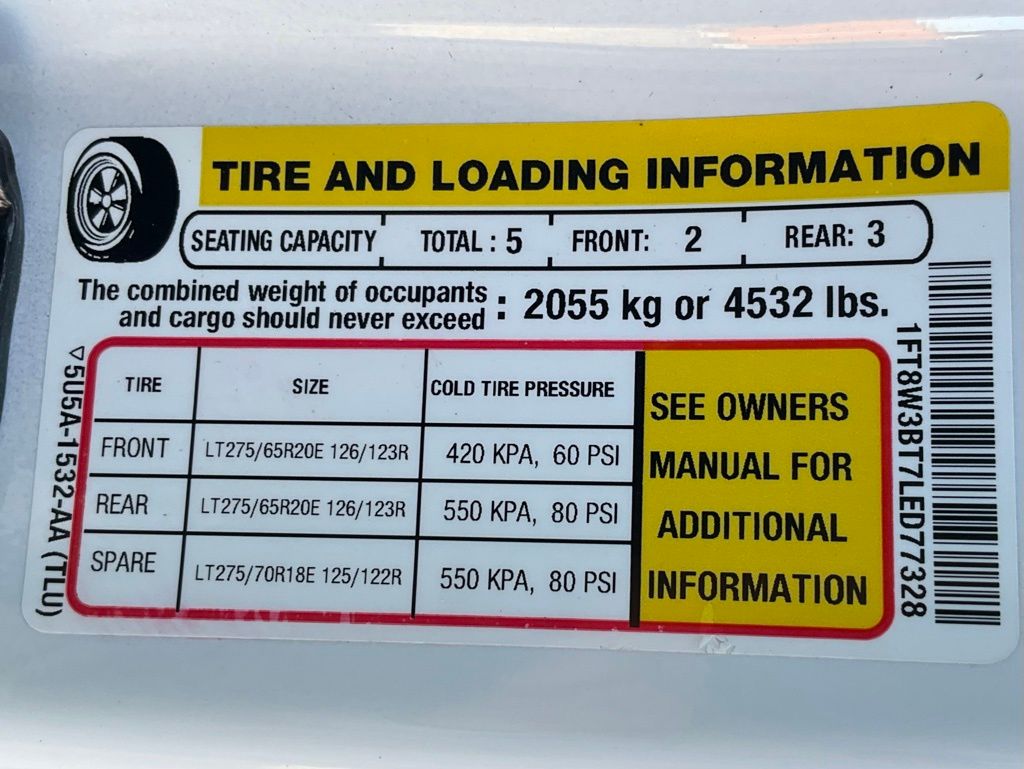 TIRE AND LOADING INFORMATION
SEATING CAPACITY TOTAL : 5 FRONT: 2 REAR: 3
The combined weight of occupants
and cargo should never exceed : 2055 kg or 4532 lbs.
TIRE SIZE COLD TIRE PRESSURE
FRONT LT275/65R20E 126/123R 420 KPA, 60 PSI
REAR LT275/65R20E 126/123R 550 KPA, 80 PSI
SPARE LT275/70R18E 125/122R 550 KPA, 80 PSI
SEE OWNERS
MANUAL FOR
ADDITIONAL
INFORMATION
5U5A-1532-AA (TLU)
1FT8W3BT7LED77328